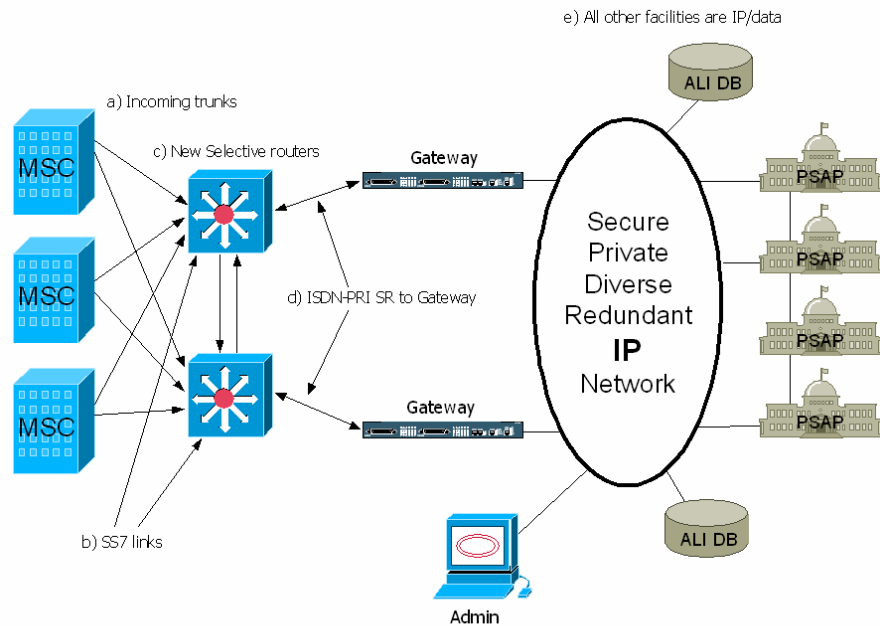 e) All other facilities are IP/data
ALI DB
a) Incoming trunks
MSC
c) New Selective routers
Gateway
PSAP
Secure
Private
Diverse
Redundant
IP
Network
PSAP
MSC
d) ISDN-PRI SR to Gateway
PSAP
MSC
Gateway
PSAP
b) SS7 links
ALI DB
Admin